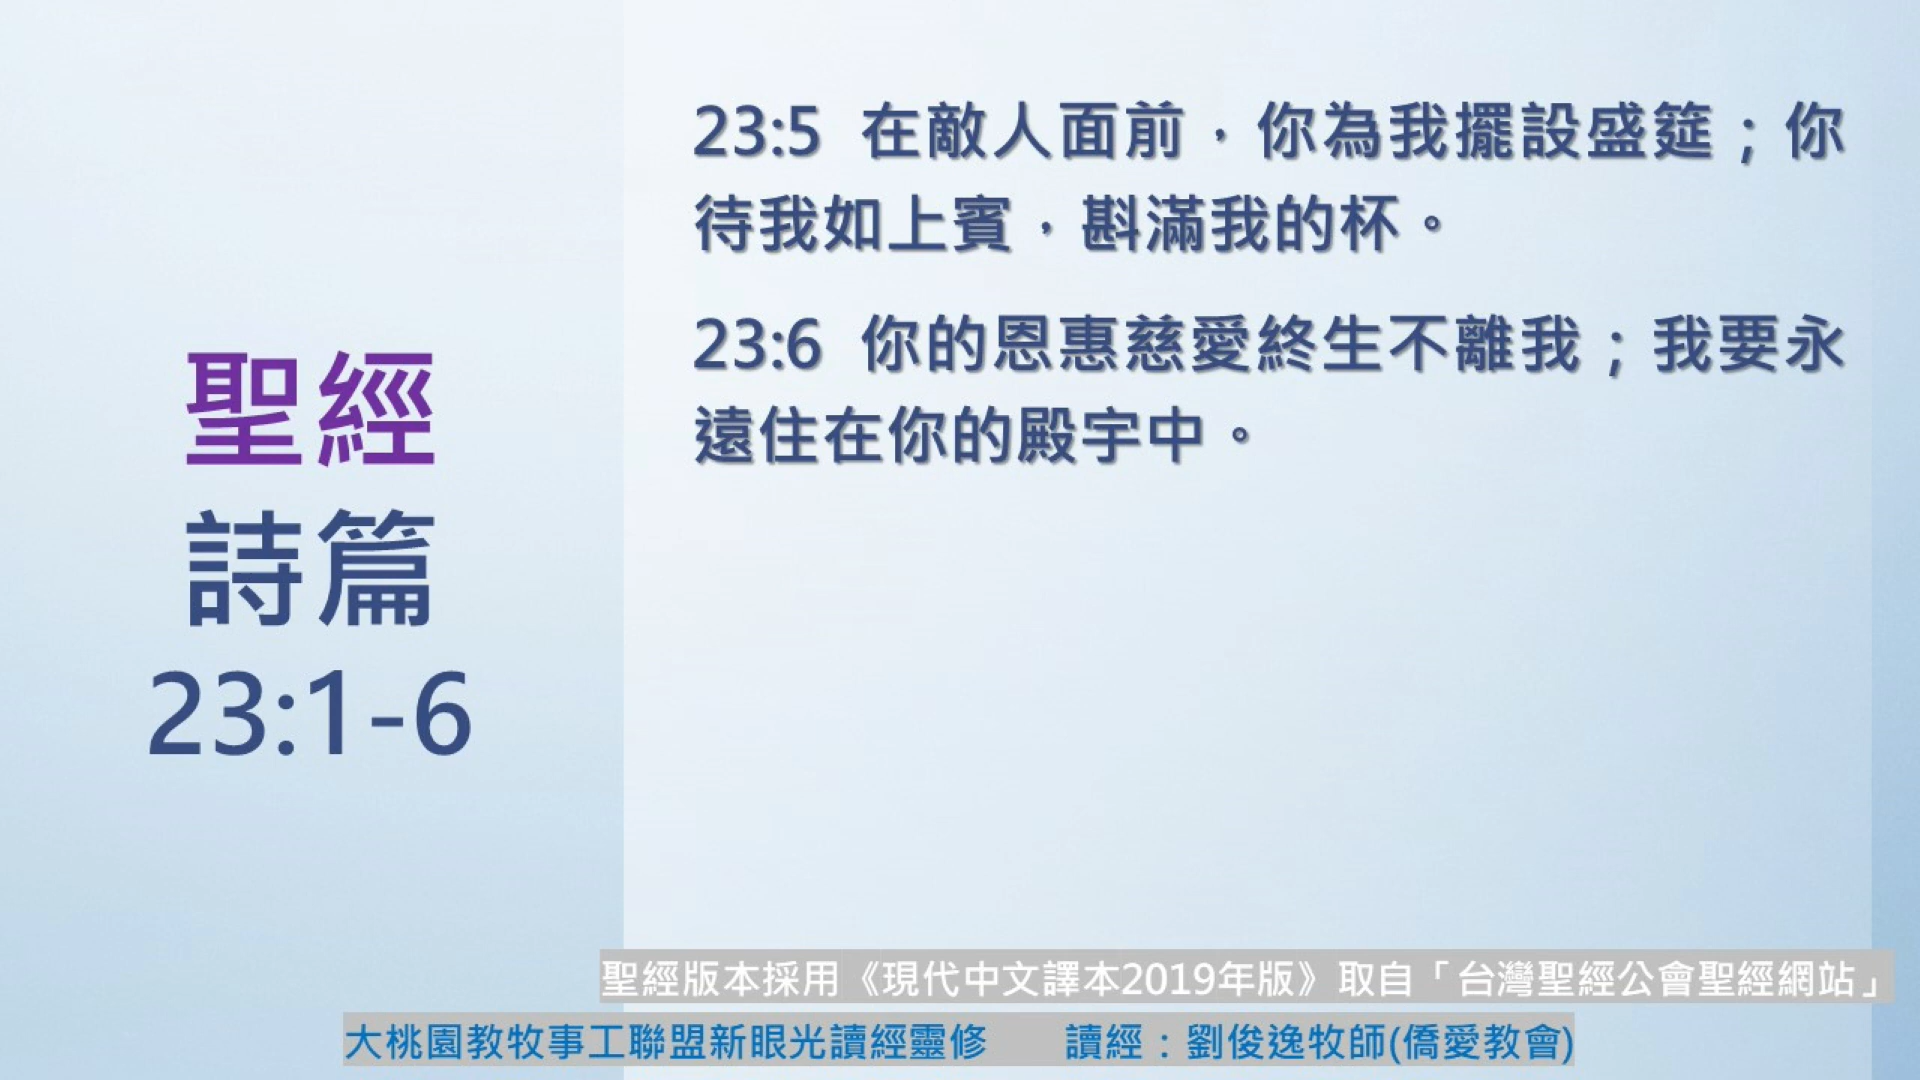 聖經
詩篇
23:1-6
23:5 在敵人面前，你為我擺設盛筵；你
待我如上賓，斟滿我的杯。
23:6 你的恩惠慈愛終生不離我；我要永
遠住在你的殿宇中。
聖經版本採用《現代中文譯本2019年版》取自「台灣聖經公會聖經網站」
大桃園教牧事工聯盟新眼光讀經靈修 讀經：劉俊逸牧師(僑愛教會)